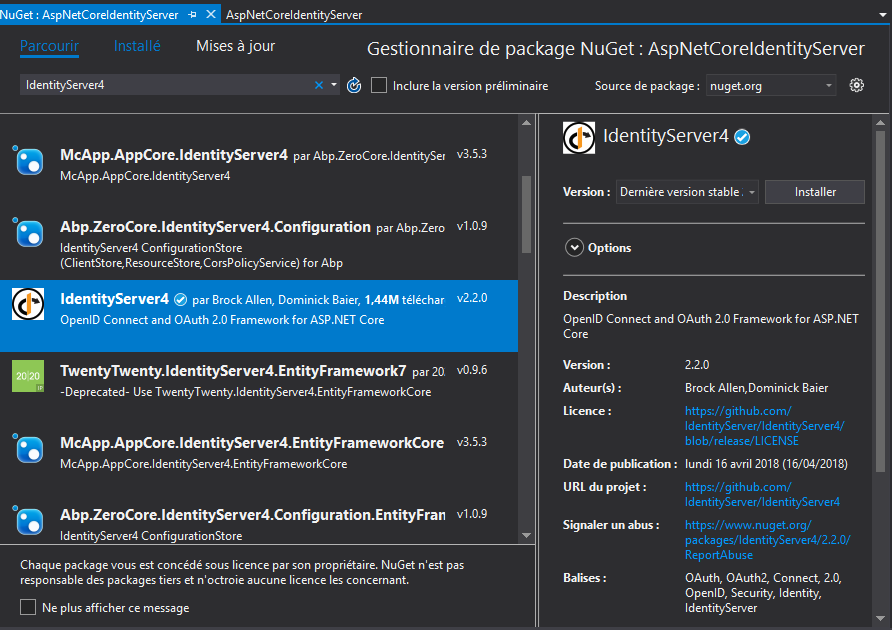 NuGet : AspNetCoreIdentityServer
AspNetCoreIdentityServer
Parcourir Installé Mises à jour
Gestionnaire de package NuGet : AspNetCoreIdentityServer
IdentityServer4
Inclure la version préliminaire
Source de package : nuget.org
McApp.AppCore.IdentityServer4 par Abp.ZeroCore.IdentitySer v3.5.3
McApp.AppCore.IdentityServer4
Abp.ZeroCore.IdentityServer4.Configuration par Abp.Zero v1.0.9
IdentityServer4 ConfigurationStore
(ClientStore,ResourceStore,CorsPolicyService) for Abp
IdentityServer4 par Brock Allen, Dominick Baier, 1,44M téléchar v2.2.0
OpenID Connect and OAuth 2.0 Framework for ASP.NET Core
20|20
TwentyTwenty.IdentityServer4.EntityFramework7 par 20 v0.9.6
-Deprecated- Use TwentyTwenty.IdentityServer4.EntityFrameworkCore
McApp.AppCore.IdentityServer4.EntityFrameworkCore v3.5.3
McApp.AppCore.IdentityServer4.EntityFrameworkCore
Abp.ZeroCore.IdentityServer4.Configuration.EntityFran v1.0.9
IdentityServer4 ConfigurationStore
Chaque package vous est concédé sous licence par son propriétaire. NuGet n'est pas
responsable des packages tiers et n'octroie aucune licence les concernant.
Ne plus afficher ce message
IdentityServer4
Version : Dernière version stable . Installer
Options
Description
OpenID Connect and OAuth 2.0 Framework for ASP.NET
Core
Version : 2.2.0
Auteur(s) : Brock Allen,Dominick Baier
Licence : https://github.com/
IdentityServer/IdentityServer4/
blob/release/LICENSE
Date de publication : lundi 16 avril 2018 (16/04/2018)
URL du projet : https://github.com/
IdentityServer/IdentityServer4
Signaler un abus : https://www.nuget.org/
packages/IdentityServer4/2.2.0/
ReportAbuse
Balises : OAuth, OAuth2, Connect, 2.0,
OpenID, Security, Identity,
IdentityServer